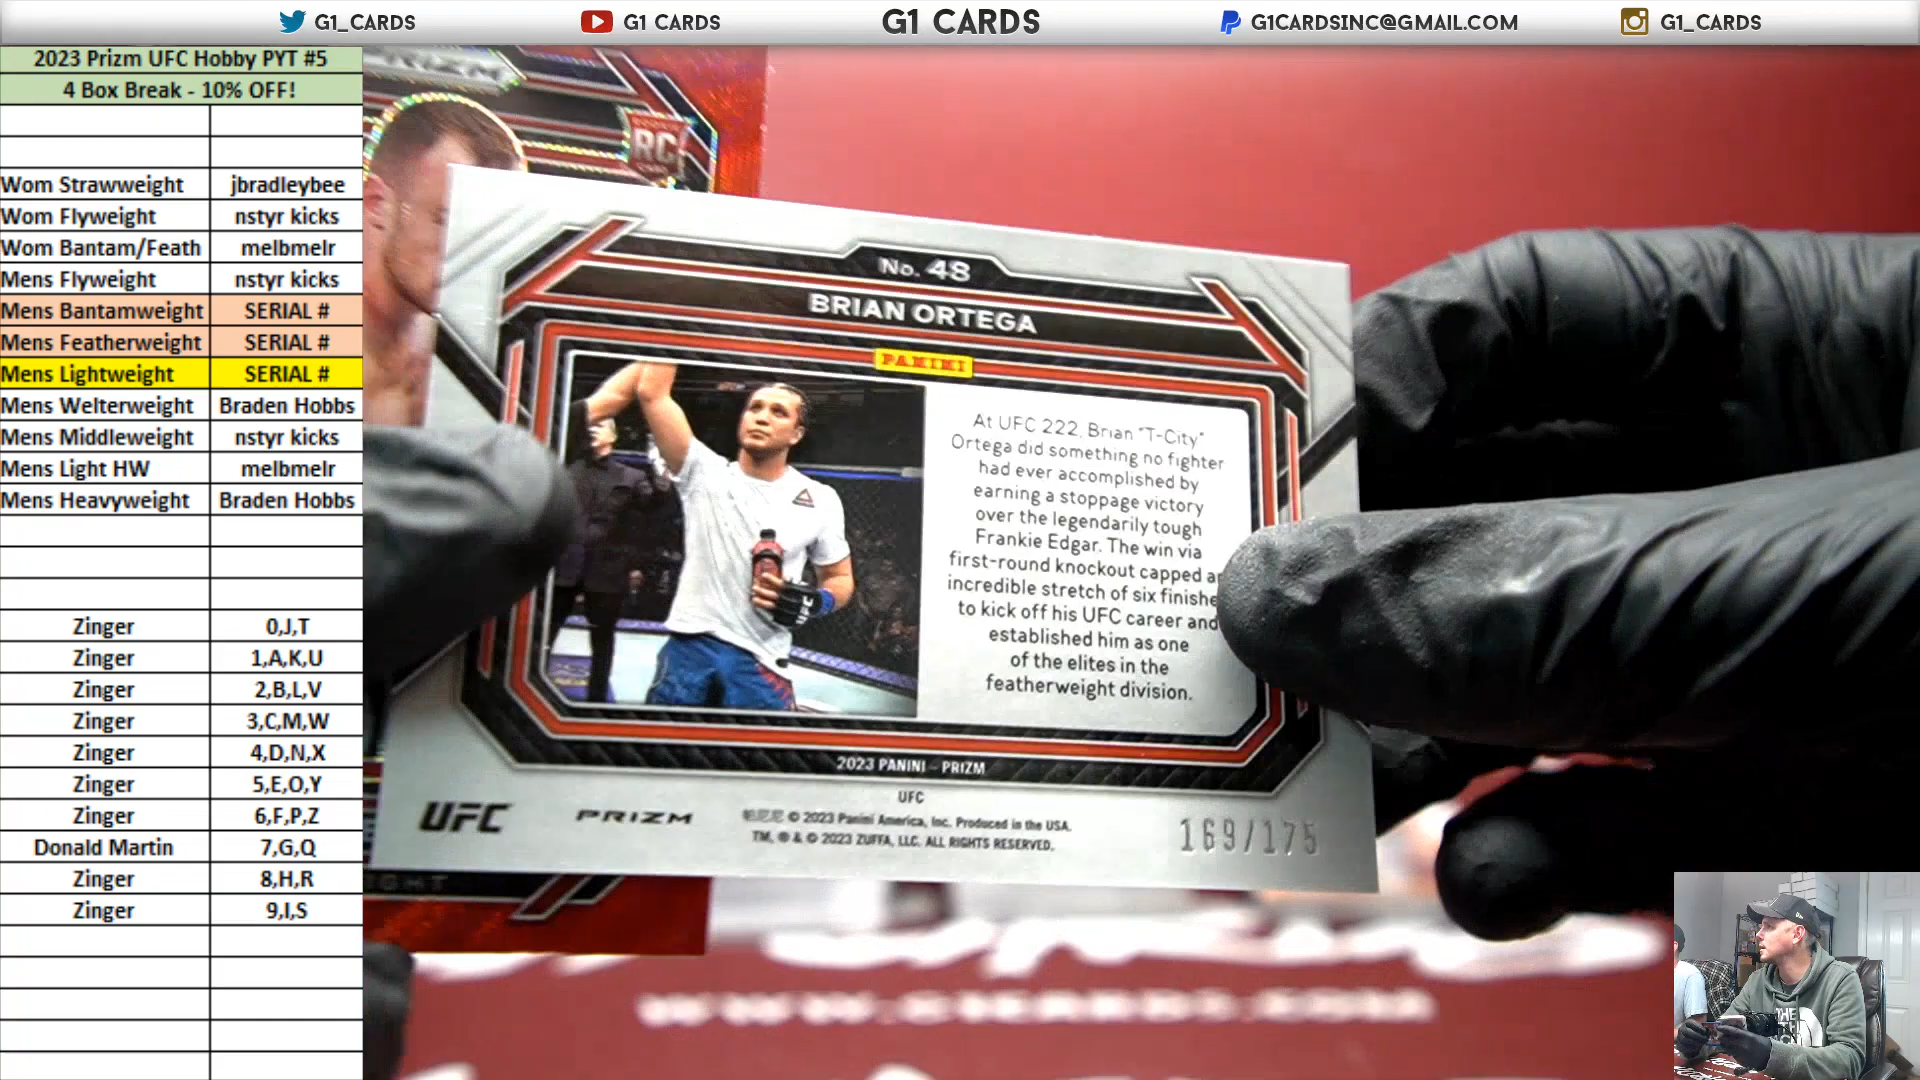 G1_CARDS G1 CARDS G1 CARDS G1CARDSINC@GMAIL.COM G1_CARDS
2023 Prizm UFC Hobby PYT #5
4 Box Break - 10% OFF!
Wom Strawweight jbradleybee
Wom Flyweight nstyr kicks
Wom Bantam/Feath melbmelr
Mens Flyweight nstyr kicks
Mens Bantamweight SERIAL #
Mens Featherweight SERIAL #
Mens Lightweight SERIAL #
Mens Welterweight Braden Hobbs
Mens Middleweight nstyr kicks
Mens Light HW melbmelr
Mens Heavyweight Braden Hobbs
Zinger 0,J,T
Zinger 1,A,K,U
Zinger 2,B,L,V
Zinger 3,C,M,W
Zinger 4,D,N,X
Zinger 5,E,O,Y
Zinger 6,F,P,Z
Donald Martin 7,G,Q
Zinger 8,H,R
Zinger 9,I,S
PRIZM
RC
No. 48
BRIAN ORTEGA
PANINI
At UFC 222, Brian "T-City"
Ortega did something no fighter
had ever accomplished by
earning a stoppage victory
over the legendarily tough
Frankie Edgar. The win via
first-round knockout capped
incredible stretch of six
to kick off his UFC career and
established him as one
of the elites in the
featherweight division.
2023 PANINI - PRIZM
UFC
UFC PRIZM
帕尼尼 © 2023 Panini America, Inc. Produced in the USA.
TM, ® & © 2023 ZUFFA, LLC. ALL RIGHTS RESERVED.
169/175